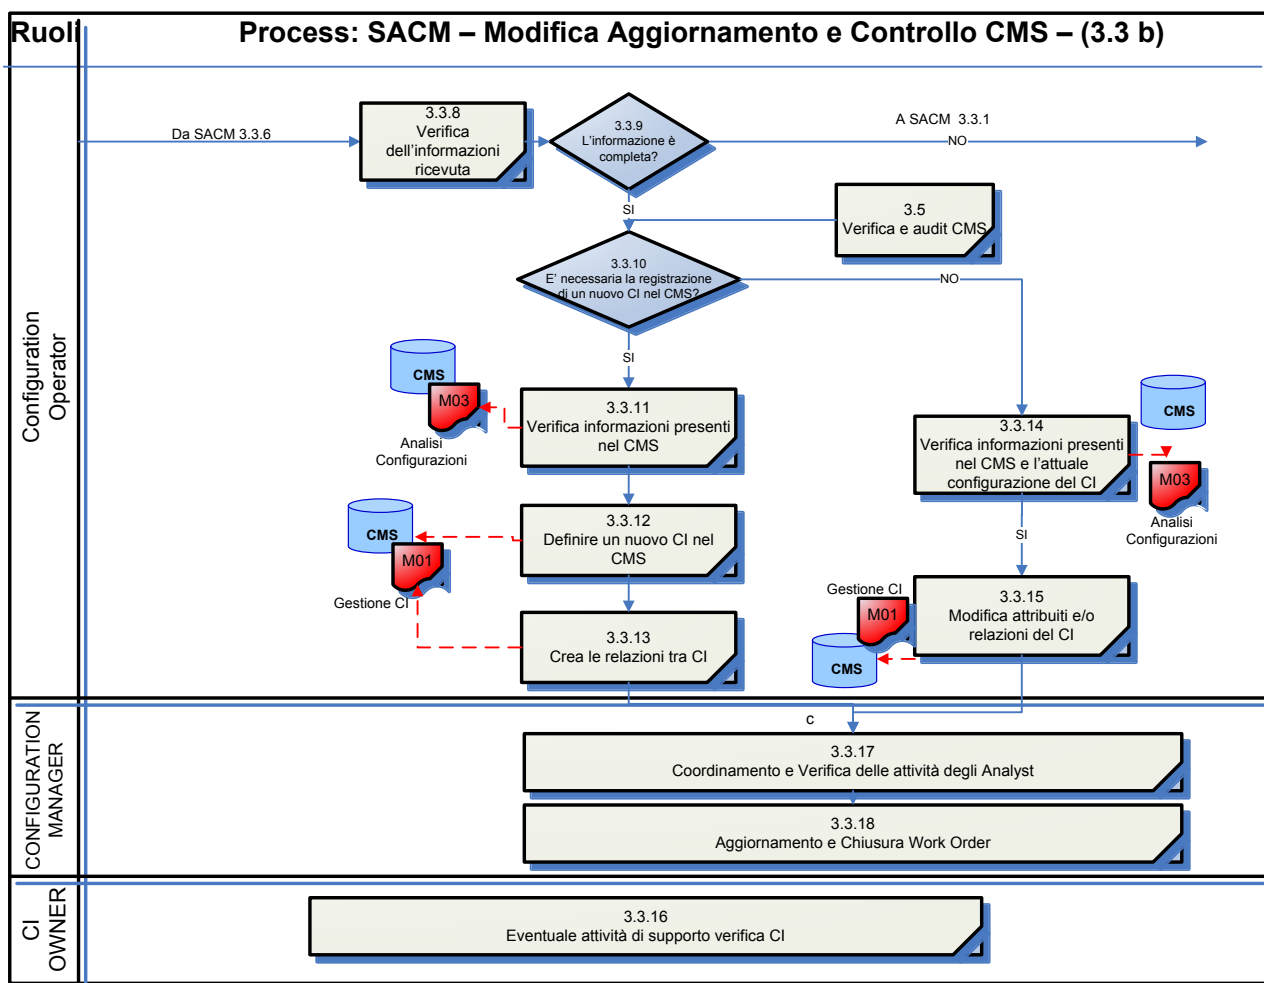 Ruoli
Process: SACM – Modifica Aggiornamento e Controllo CMS – (3.3 b)
Configuration
Operator
Da SACM 3.3.6
3.3.8
Verifica
dell'informazioni
ricevuta
3.3.9
L'informazione è
completa?
A SACM 3.3.1
NO
SI
3.5
Verifica e audit CMS
3.3.10
E' necessaria la registrazione
di un nuovo CI nel CMS?
NO
SI
CMS
M03
Analisi
Configurazioni
3.3.11
Verifica informazioni presenti
nel CMS
3.3.14
Verifica informazioni presenti
nel CMS e l'attuale
configurazione del CI
CMS
M03
Analisi
Configurazioni
SI
CMS
M01
Gestione CI
3.3.12
Definire un nuovo CI nel
CMS
3.3.13
Crea le relazioni tra CI
Gestione CI
M01
CMS
3.3.15
Modifica attribuiti e/o
relazioni del CI
CONFIGURATION
MANAGER
C
3.3.17
Coordinamento e Verifica delle attività degli Analyst
3.3.18
Aggiornamento e Chiusura Work Order
CI
OWNER
3.3.16
Eventuale attività di supporto verifica CI